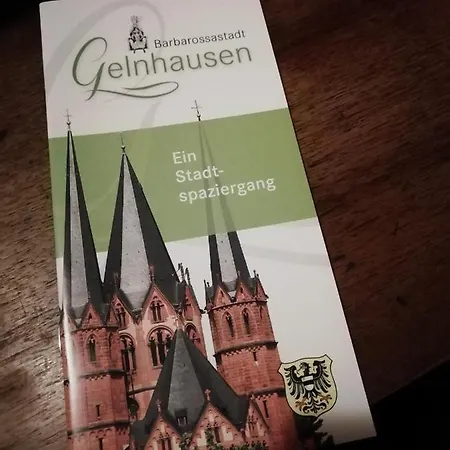 Barbarossastadt
Gelnhausen
Ein
Stadt-
spaziergang